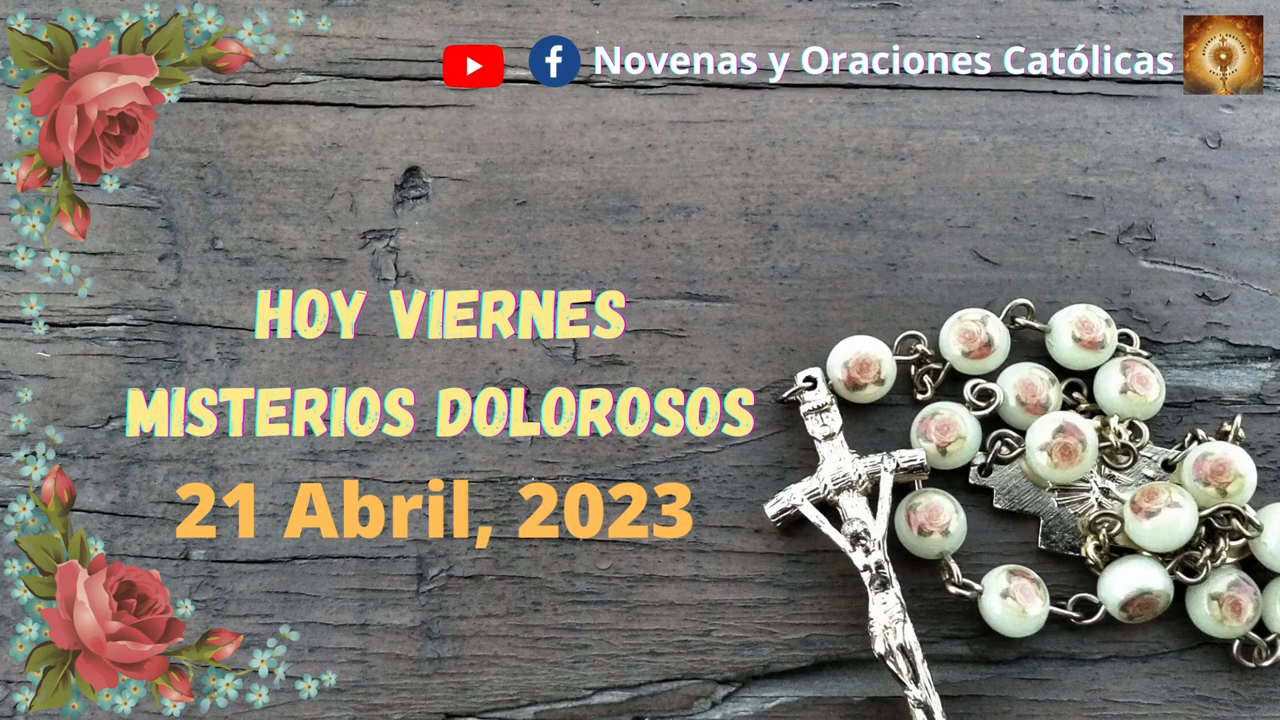 Novenas y Oraciones Católicas
HOY VIERNES
MISTERIOS DOLOROSOS
21 Abril, 2023